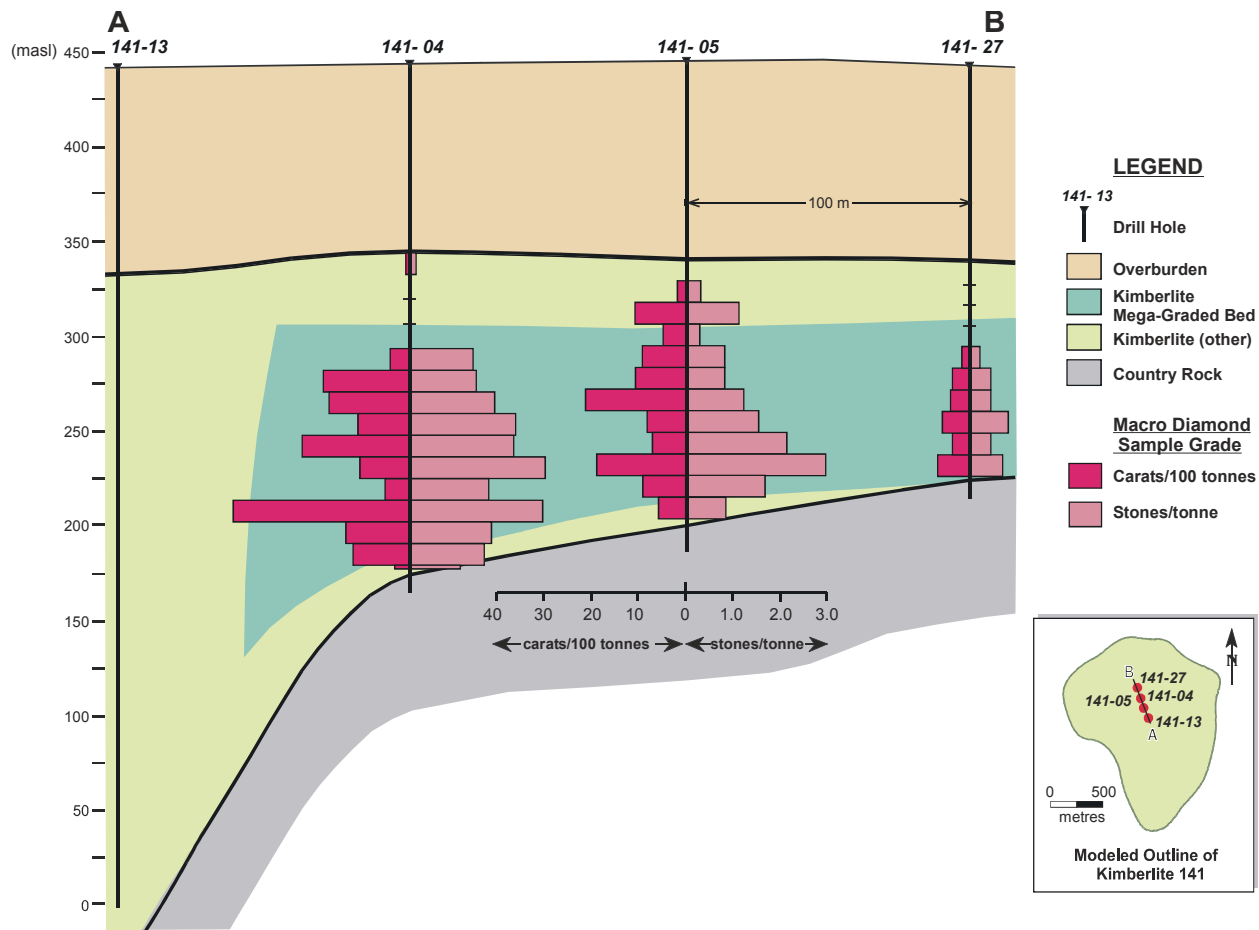 A
B
141-13
141- 04
141- 05
141- 27
(masl)
450
400
350
300
250
200
150
100
50
0
100 m
40 30 20 10 0 1.0 2.0 3.0
carats/100 tonnes
stones/tonne
LEGEND
141- 13
Drill Hole
Overburden
Kimberlite
Mega-Graded Bed
Kimberlite (other)
Country Rock
Macro Diamond
Sample Grade
Carats/100 tonnes
Stones/tonne
N
B
141-27
141-05
141-04
141-13
A
0 500
metres
Modeled Outline of
Kimberlite 141